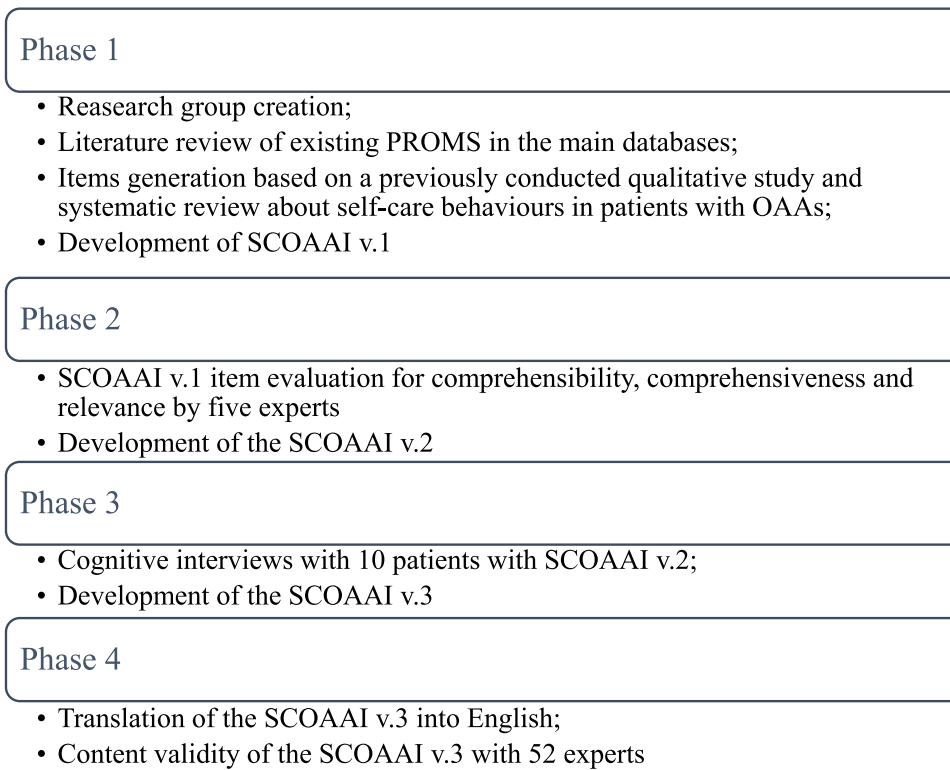 Phase 1
• Reasearch group creation;
• Literature review of existing PROMS in the main databases;
• Items generation based on a previously conducted qualitative study and
systematic review about self-care behaviours in patients with OAAs;
• Development of SCOAAI v.1
Phase 2
• SCOAAI v.1 item evaluation for comprehensibility, comprehensiveness and
relevance by five experts
• Development of the SCOAAI v.2
Phase 3
• Cognitive interviews with 10 patients with SCOAAI v.2;
• Development of the SCOAAI v.3
Phase 4
• Translation of the SCOAAI v.3 into English;
• Content validity of the SCOAAI v.3 with 52 experts